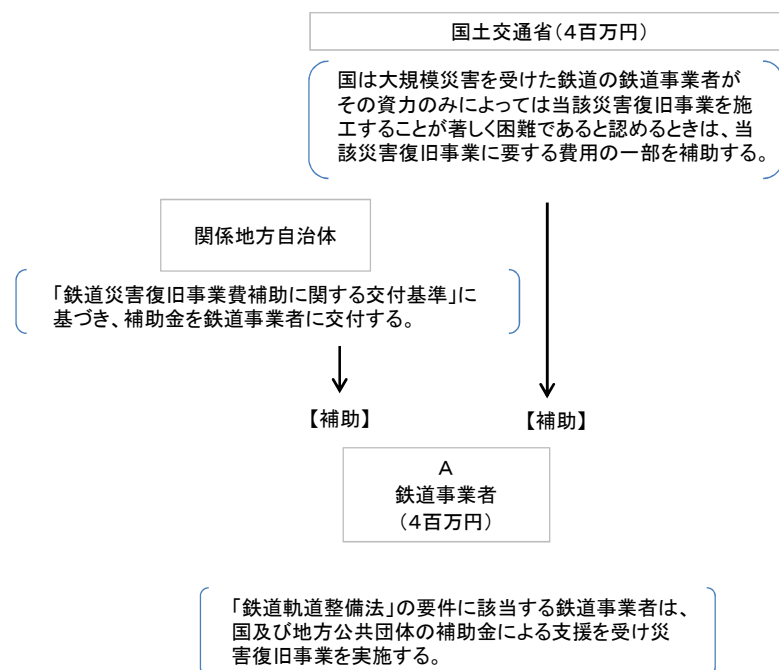 国土交通省（４百万円）
国は大規模災害を受けた鉄道の鉄道事業者が
その資力のみによっては当該災害復旧事業を施
工することが著しく困難であると認めるときは、当
該災害復旧事業に要する費用の一部を補助する。
関係地方自治体
「鉄道災害復旧事業費補助に関する交付基準」に
基づき、補助金を鉄道事業者に交付する。
【補助】
【補助】
Ａ
鉄道事業者
（４百万円）
「鉄道軌道整備法」の要件に該当する鉄道事業者は、
国及び地方公共団体の補助金による支援を受け災
害復旧事業を実施する。